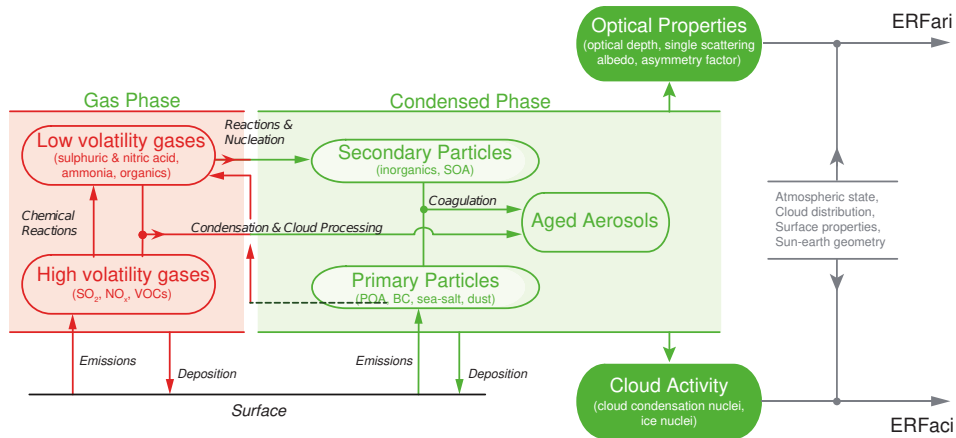 Optical Properties
(optical depth, single scattering
albedo, asymmetry factor)
ERFari
Gas Phase
Condensed Phase
Low volatility gases
(sulphuric & nitric acid,
ammonia, organics)
Reactions &
Nucleation
Secondary Particles
(inorganics, SOA)
Chemical
Reactions
Condensation & Cloud Processing
Coagulation
Aged Aerosols
Atmospheric state,
Cloud distribution,
Surface properties,
Sun-earth geometry
High volatility gases
(SO₂, NOₓ, VOCs)
Primary Particles
(POA, BC, sea-salt, dust)
Emissions
Deposition
Emissions
Deposition
Surface
Cloud Activity
(cloud condensation nuclei,
ice nuclei)
ERFaci